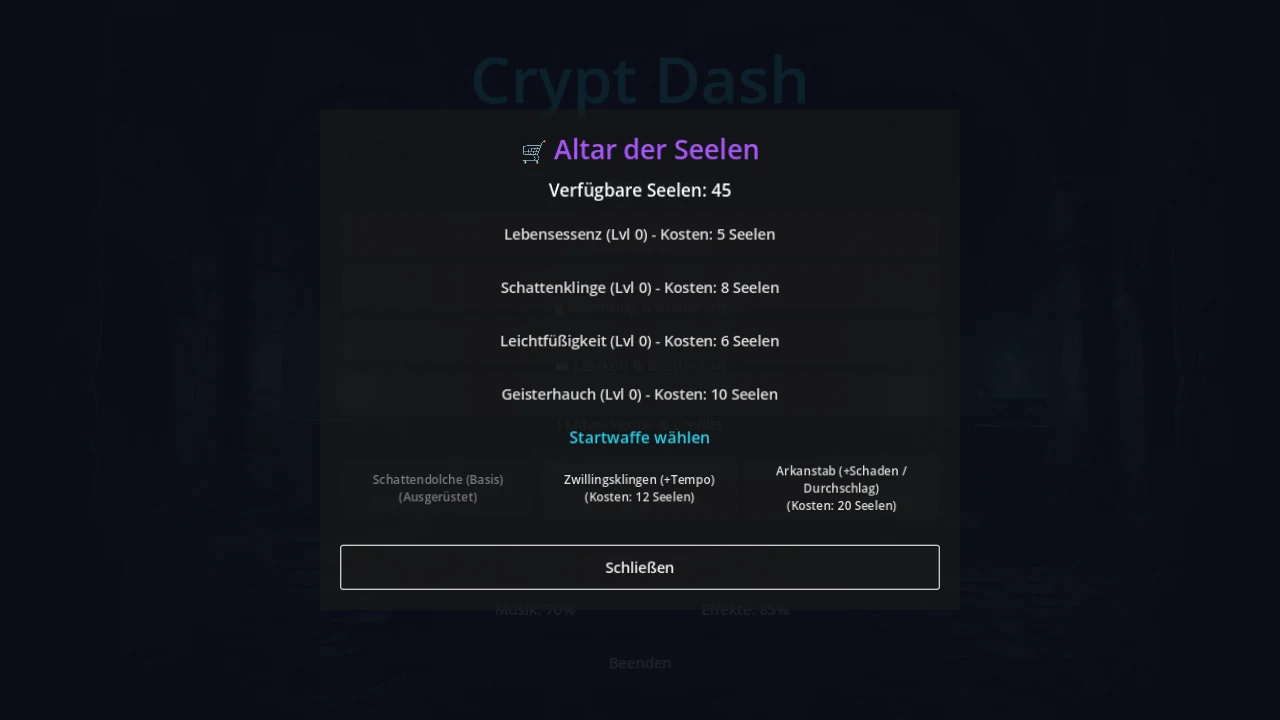 Crypt Dash
Altar der Seelen
Verfügbare Seelen: 45
Lebensessenz (Lvl 0) - Kosten: 5 Seelen
Schattenklinge (Lvl 0) - Kosten: 8 Seelen
Leichtfüßigkeit (Lvl 0) - Kosten: 6 Seelen
Geisterhauch (Lvl 0) - Kosten: 10 Seelen
Startwaffe wählen
Schattendolche (Basis)
(Ausgerüstet)
Zwillingsklingen (+Tempo)
(Kosten: 12 Seelen)
Arkanstab (+Schaden /
Durchschlag)
(Kosten: 20 Seelen)
Schließen
Musik: 70%
Effekte: 85%
Beenden